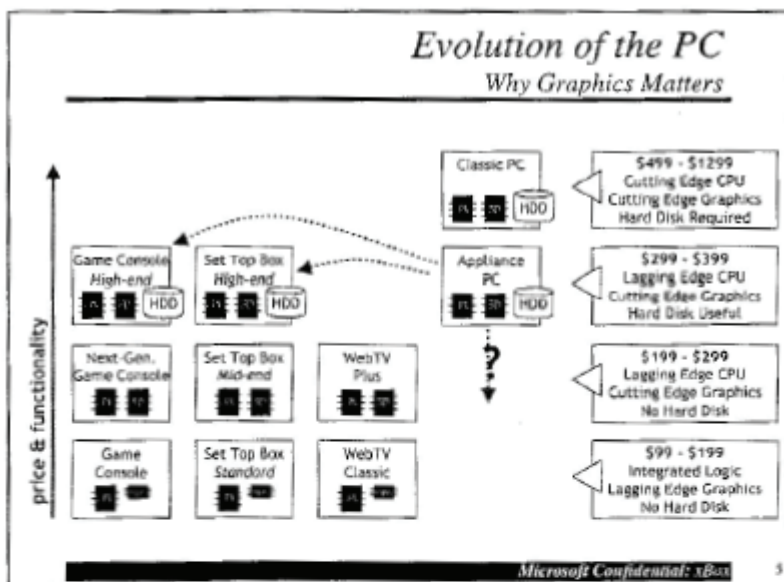 Evolution of the PC
Why Graphics Matters
price & functionality
Classic PC
HDD
$499 - $1299
Cutting Edge CPU
Cutting Edge Graphics
Hard Disk Required
Game Console
High-end
HDD
Set Top Box
High-end
HDD
Appliance
PC
HDD
$299 - $399
Lagging Edge CPU
Cutting Edge Graphics
Hard Disk Useful
Next-Gen.
Game Console
Set Top Box
Mid-end
WebTV
Plus
?
$199 - $299
Lagging Edge CPU
Cutting Edge Graphics
No Hard Disk
Game
Console
Set Top Box
Standard
WebTV
Classic
$99 - $199
Integrated Logic
Lagging Edge Graphics
No Hard Disk
Microsoft Confidential: xBox